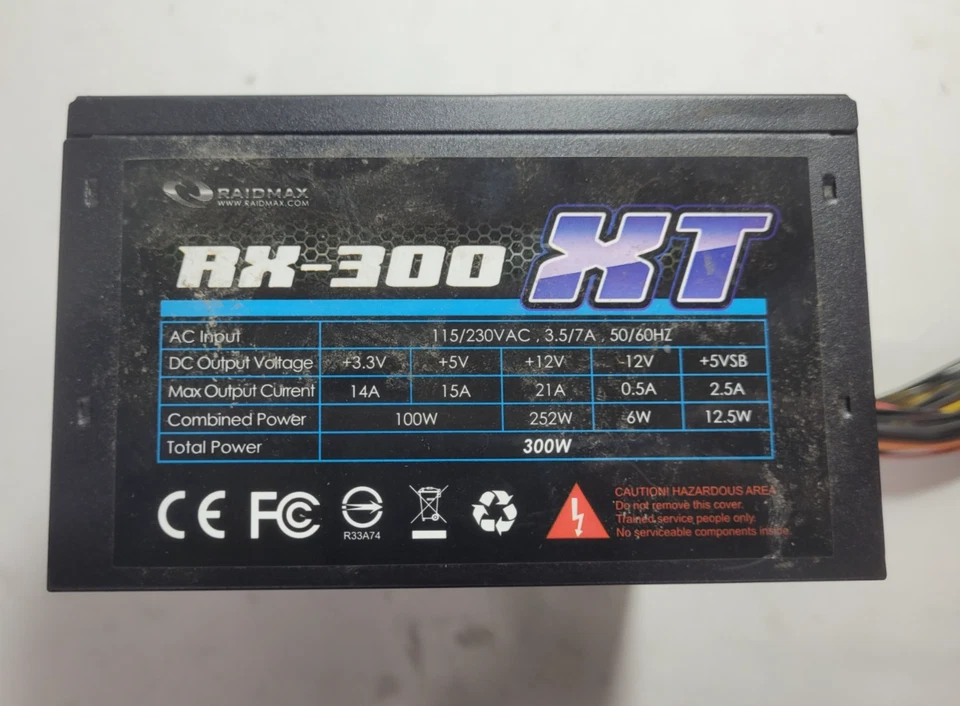 RAIDMAX
WWW.RAIDMAX.COM
RX-300 XT
AC Input 115/230VAC , 3.5/7A , 50/60HZ
DC Output Voltage +3.3V +5V +12V -12V +5VSB
Max Output Current 14A 15A 21A 0.5A 2.5A
Combined Power 100W 252W 6W 12.5W
Total Power 300W
CE FC
R33A74
CAUTION! HAZARDOUS AREA
Do not remove this cover.
Trained service people only.
No serviceable components inside.